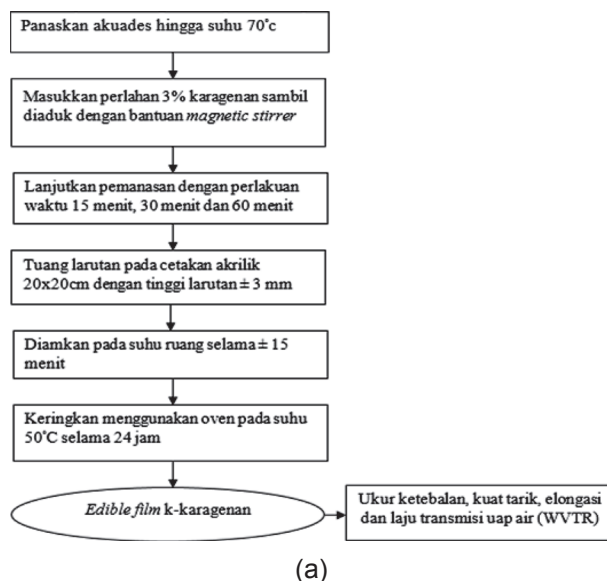 Panaskan akuades hingga suhu 70˚c
Masukkan perlahan 3% karagenan sambil
diaduk dengan bantuan magnetic stirrer
Lanjutkan pemanasan dengan perlakuan
waktu 15 menit, 30 menit dan 60 menit
Tuang larutan pada cetakan akrilik
20x20cm dengan tinggi larutan ± 3 mm
Diamkan pada suhu ruang selama ± 15
menit
Keringkan menggunakan oven pada suhu
50˚C selama 24 jam
Edible film k-karagenan
Ukur ketebalan, kuat tarik, elongasi
dan laju transmisi uap air (WVTR)
(a)